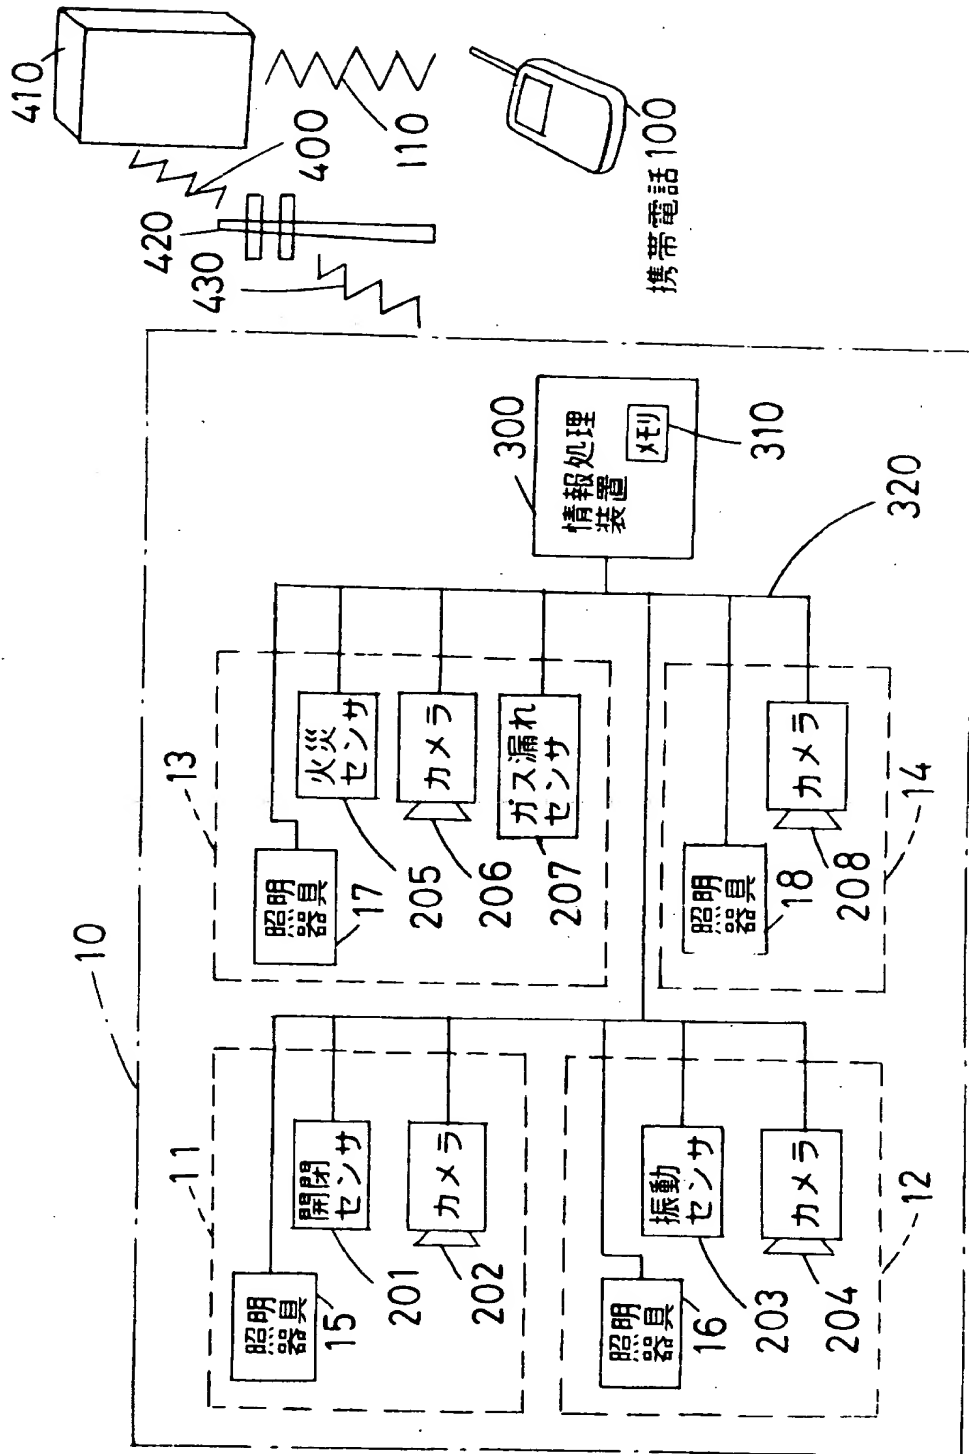 10
11
照明
器具
15
開閉
センサ
201
カメラ
202
12
照明
器具
16
振動
センサ
203
カメラ
204
13
照明
器具
17
火災
センサ
205
カメラ
206
ガス漏れ
センサ
207
14
照明
器具
18
カメラ
208
300
情報処理
装置
メモリ
310
320
430
420
400
410
110
携帯電話100